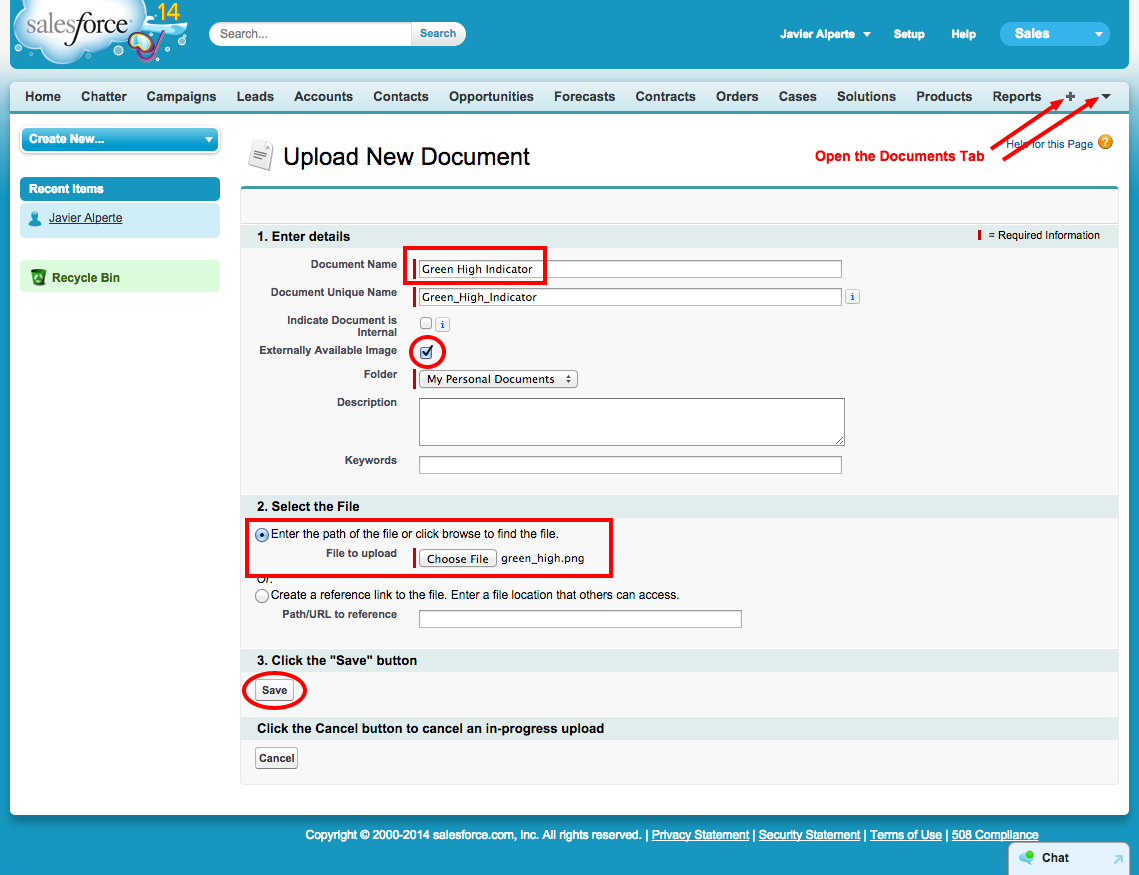 salesforce '14
Search... Search
Javier Alperte Setup Help Sales
Home Chatter Campaigns Leads Accounts Contacts Opportunities Forecasts Contracts Orders Cases Solutions Products Reports +
Create New...
Recent Items
Javier Alperte
Recycle Bin
Upload New Document
Open the Documents Tab
Help for this Page ?
1. Enter details
= Required Information
Document Name Green High Indicator
Document Unique Name Green_High_Indicator i
Indicate Document is
Internal i
Externally Available Image
Folder My Personal Documents
Description
Keywords
2. Select the File
Enter the path of the file or click browse to find the file.
File to upload Choose File green_high.png
Or:
Create a reference link to the file. Enter a file location that others can access.
Path/URL to reference
3. Click the "Save" button
Save
Click the Cancel button to cancel an in-progress upload
Cancel
Copyright © 2000-2014 salesforce.com, inc. All rights reserved. | Privacy Statement | Security Statement | Terms of Use | 508 Compliance
Chat